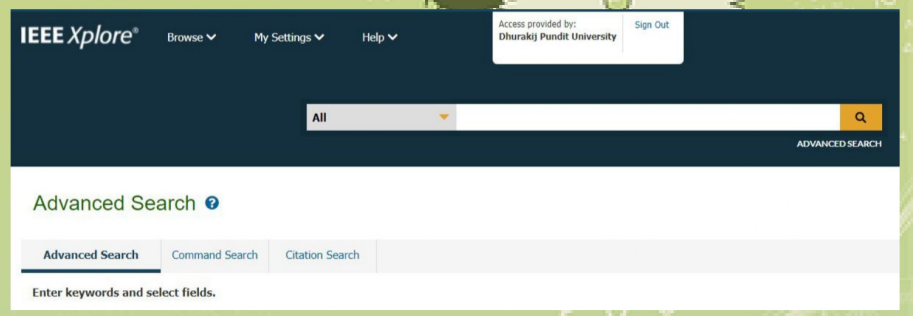 IEEE Xplore® Browse My Settings Help Access provided by: Sign Out
Dhurakij Pundit University
All
ADVANCED SEARCH
Advanced Search
Advanced Search Command Search Citation Search
Enter keywords and select fields.